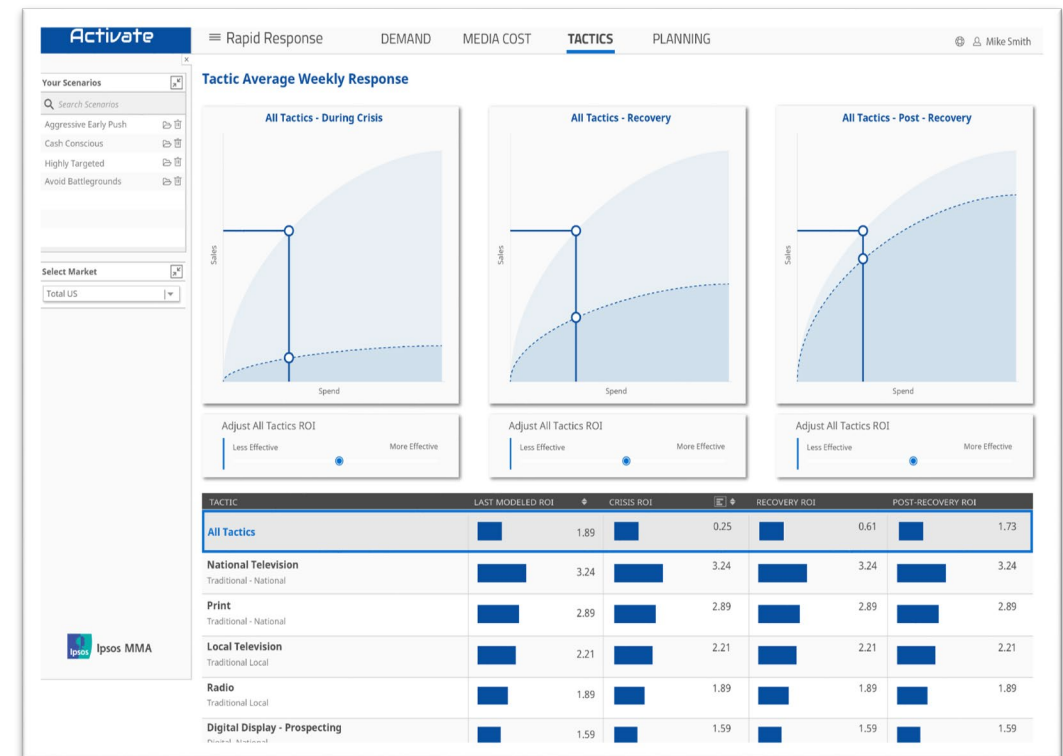 Activate
Rapid Response DEMAND MEDIA COST TACTICS PLANNING Mike Smith
x
Your Scenarios
Search Scenarios
Aggressive Early Push
Cash Conscious
Highly Targeted
Avoid Battlegrounds
Select Market
Total US
Ipsos Ipsos MMA
Tactic Average Weekly Response
All Tactics - During Crisis
Sales
Spend
All Tactics - Recovery
Sales
Spend
All Tactics - Post - Recovery
Sales
Spend
Adjust All Tactics ROI
Less Effective More Effective
Adjust All Tactics ROI
Less Effective More Effective
Adjust All Tactics ROI
Less Effective More Effective
TACTIC LAST MODELED ROI CRISIS ROI RECOVERY ROI POST-RECOVERY ROI
All Tactics 1.89 0.25 0.61 1.73
National Television 3.24 3.24 3.24 3.24
Traditional - National
Print 2.89 2.89 2.89 2.89
Traditional - National
Local Television 2.21 2.21 2.21 2.21
Traditional Local
Radio 1.89 1.89 1.89 1.89
Traditional Local
Digital Display - Prospecting 1.59 1.59 1.59 1.59
Digital National